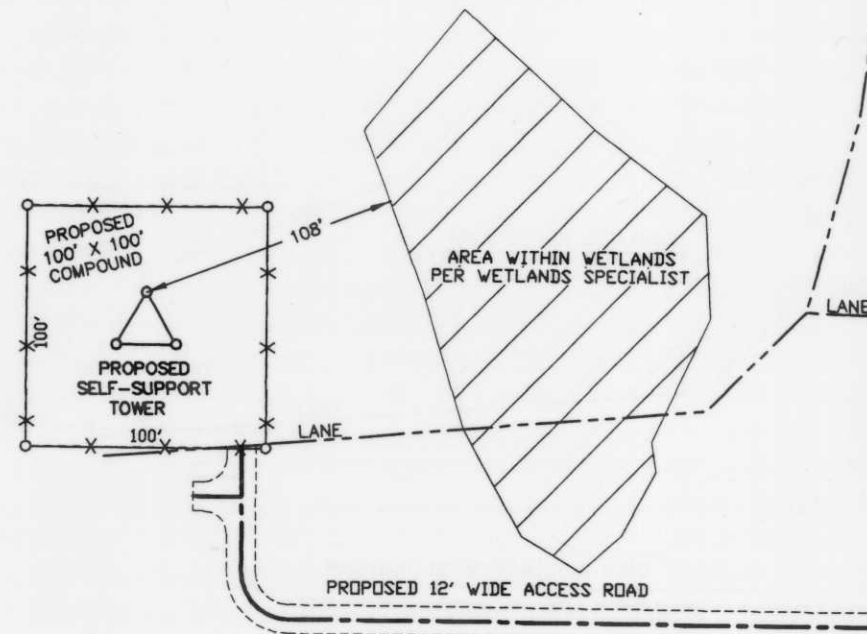 PROPOSED
100' X 100'
COMPOUND
108'
AREA WITHIN WETLANDS
PER WETLANDS SPECIALIST
LANE
100'
PROPOSED
SELF-SUPPORT
TOWER
100'
LANE
PROPOSED 12' WIDE ACCESS ROAD